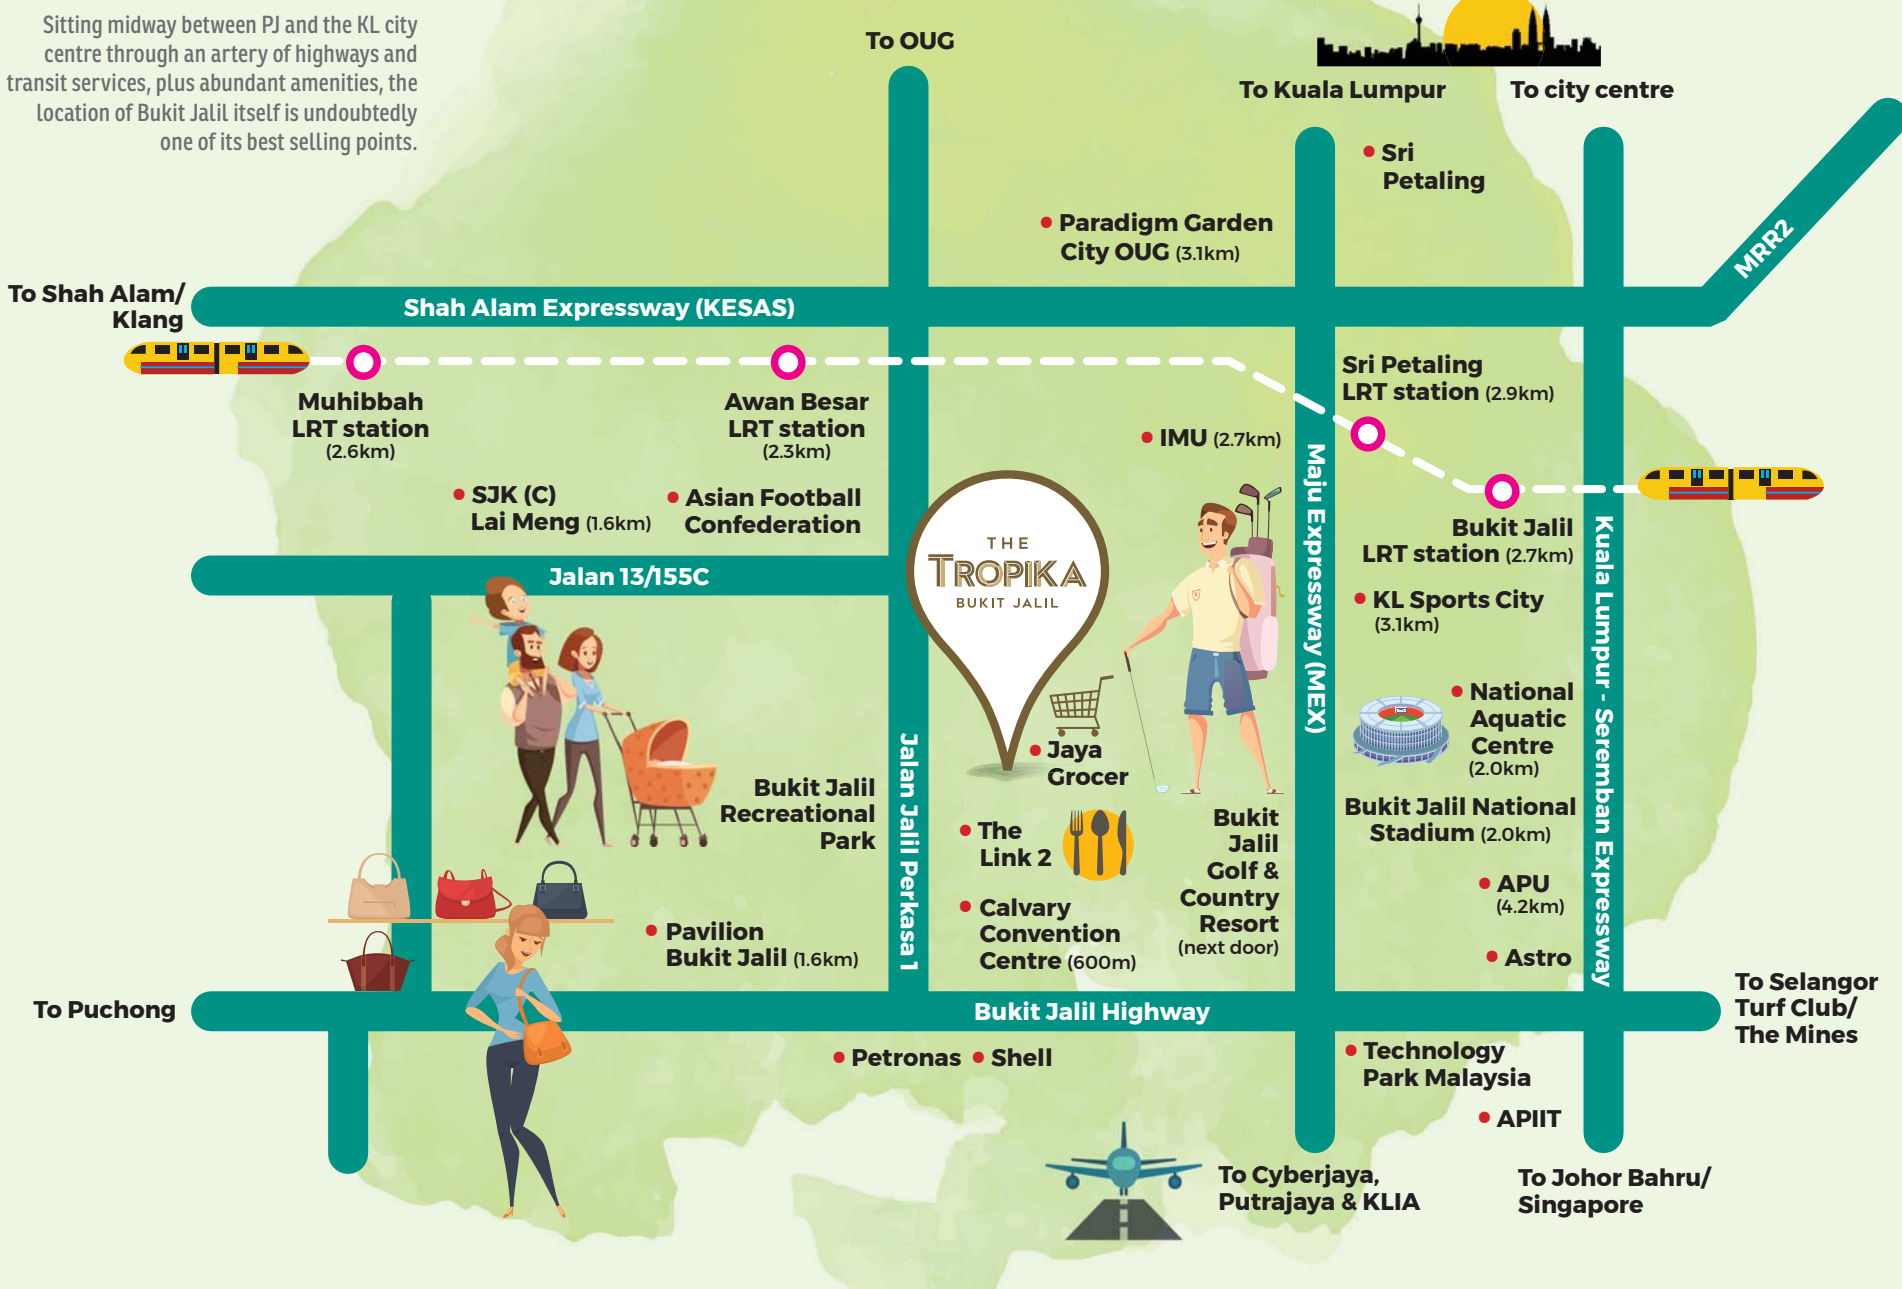 Sitting midway between PJ and the KL city
centre through an artery of highways and
transit services, plus abundant amenities, the
location of Bukit Jalil itself is undoubtedly
one of its best selling points.
To OUG
To Kuala Lumpur
To city centre
Sri
Petaling
Paradigm Garden
City OUG (3.1km)
MRR2
To Shah Alam/
Klang
Shah Alam Expressway (KESAS)
Muhibbah
LRT station
(2.6km)
Awan Besar
LRT station
(2.3km)
Sri Petaling
LRT station (2.9km)
IMU (2.7km)
SJK (C)
Lai Meng (1.6km)
Asian Football
Confederation
Bukit Jalil
LRT station (2.7km)
Jalan 13/155C
THE
TROPIKA
BUKIT JALIL
Maju Expressway (MEX)
Kuala Lumpur - Seremban Expressway
KL Sports City
(3.1km)
National
Aquatic
Centre
(2.0km)
Jaya
Grocer
Jalan Jalil Perkasa 1
Bukit Jalil
Recreational
Park
The
Link 2
Bukit
Jalil
Golf &
Country
Resort
(next door)
Bukit Jalil National
Stadium (2.0km)
APU
(4.2km)
Calvary
Convention
Centre (600m)
Pavilion
Bukit Jalil (1.6km)
Astro
To Puchong
Bukit Jalil Highway
To Selangor
Turf Club/
The Mines
Petronas
Shell
Technology
Park Malaysia
APIIT
To Cyberjaya,
Putrajaya & KLIA
To Johor Bahru/
Singapore